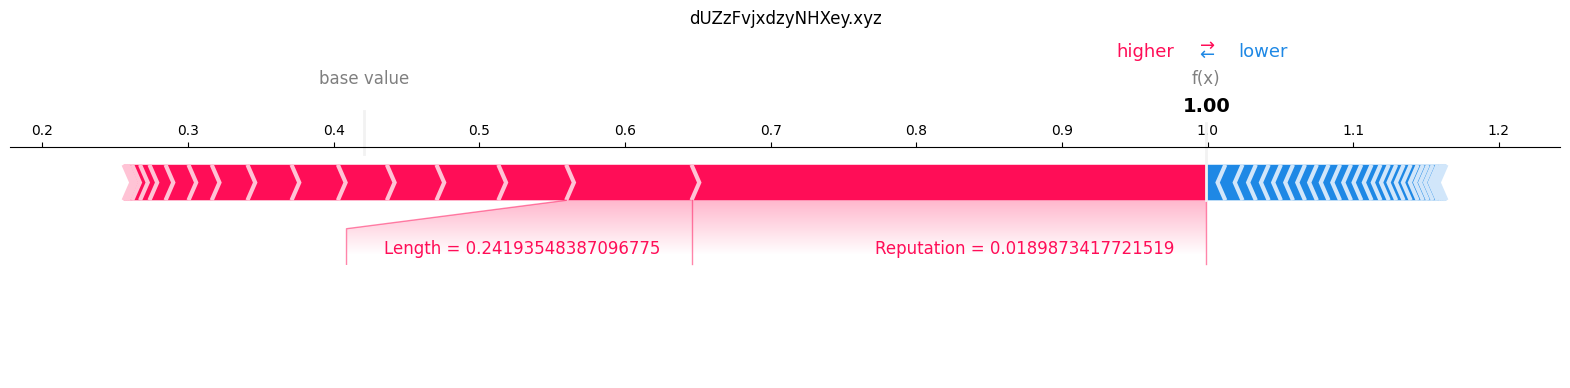 dUZzFvjxdzyNHXey.xyz
higher ⇄ lower
base value f(x)
1.00
0.2 0.3 0.4 0.5 0.6 0.7 0.8 0.9 1.0 1.1 1.2
Length = 0.24193548387096775 Reputation = 0.0189873417721519